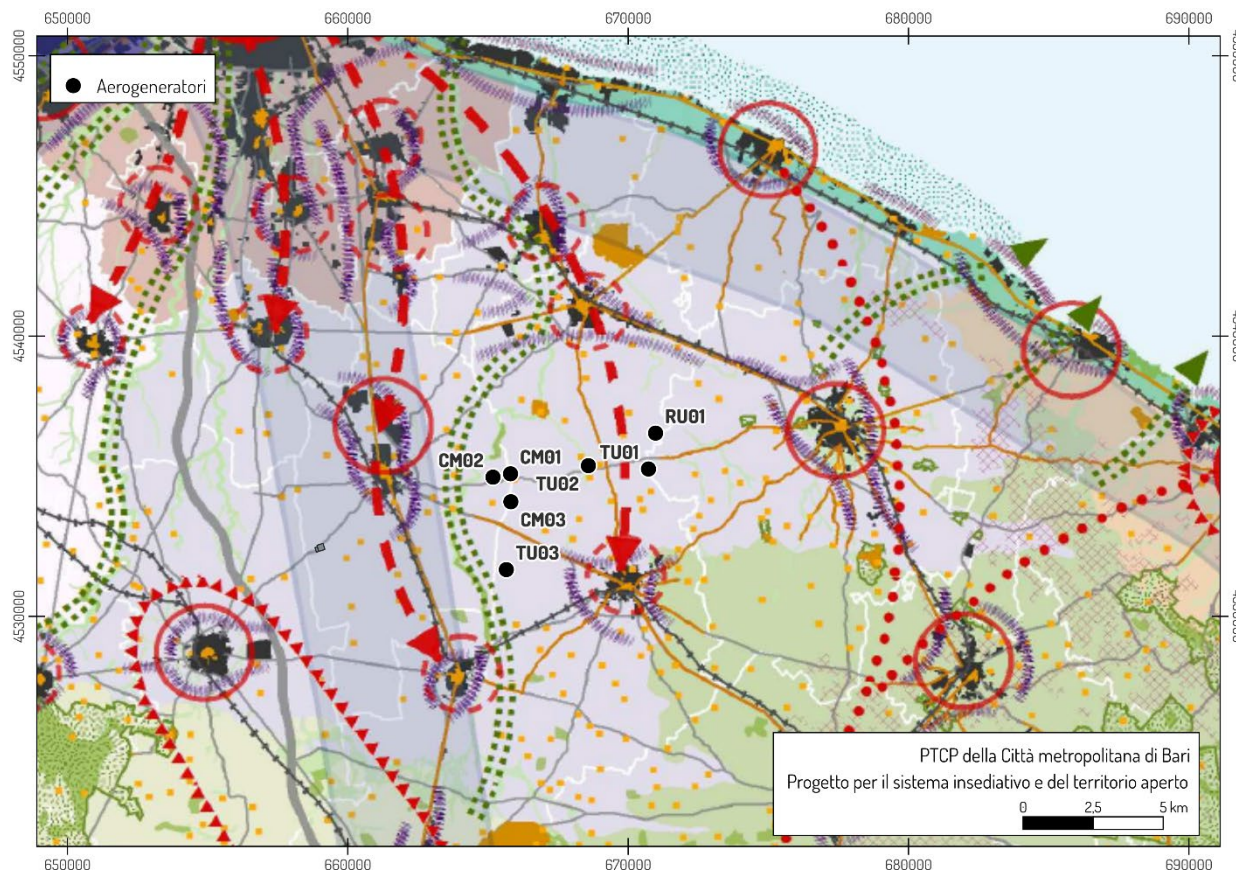 650000 660000 670000 680000 690000
4550000
4540000
4530000
Aerogeneratori
RU01
TU01
CM01
CM02
TU02
CM03
TU03
PTCP della Città metropolitana di Bari
Progetto per il sistema insediativo e del territorio aperto
0 2,5 5 km
650000 660000 670000 680000 690000